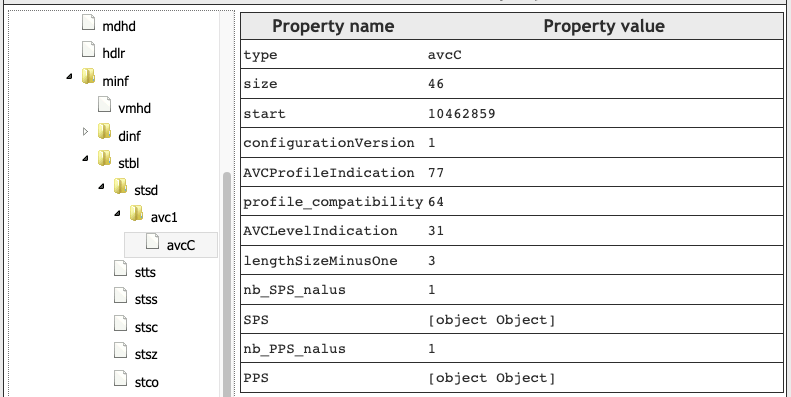 mdhd
hdlr
minf
vmhd
dinf
stbl
stsd
avc1
avcC
stts
stss
stsc
stsz
stco
Property name Property value
type avcC
size 46
start 10462859
configurationVersion 1
AVCProfileIndication 77
profile_compatibility 64
AVCLevelIndication 31
lengthSizeMinusOne 3
nb_SPS_nalus 1
SPS [object Object]
nb_PPS_nalus 1
PPS [object Object]